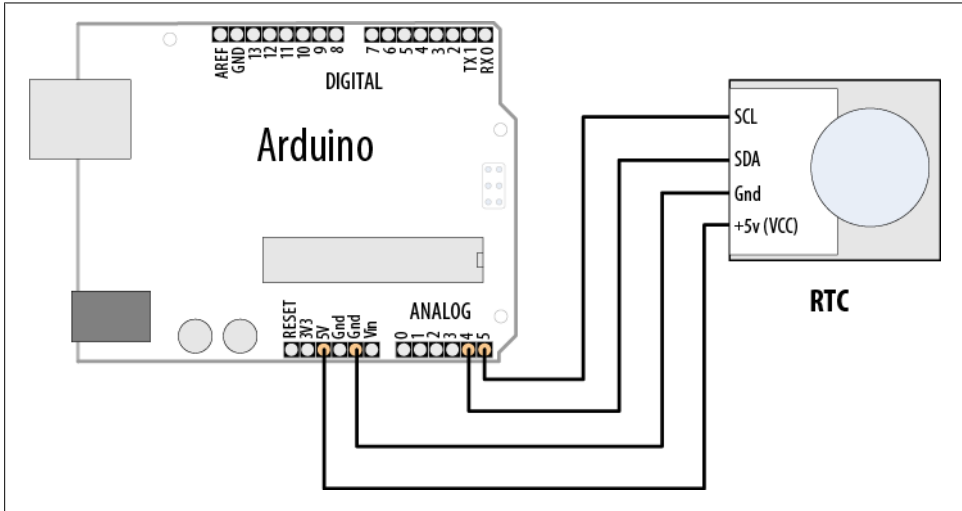 AREF
GND
13
12
11
10
9
8
7
6
5
4
3
2
TX 1
RX 0
DIGITAL
Arduino
SCL
SDA
Gnd
+5v (VCC)
RTC
ANALOG
RESET
3V3
5V
Gnd
Gnd
Vin
0
1
2
3
4
5